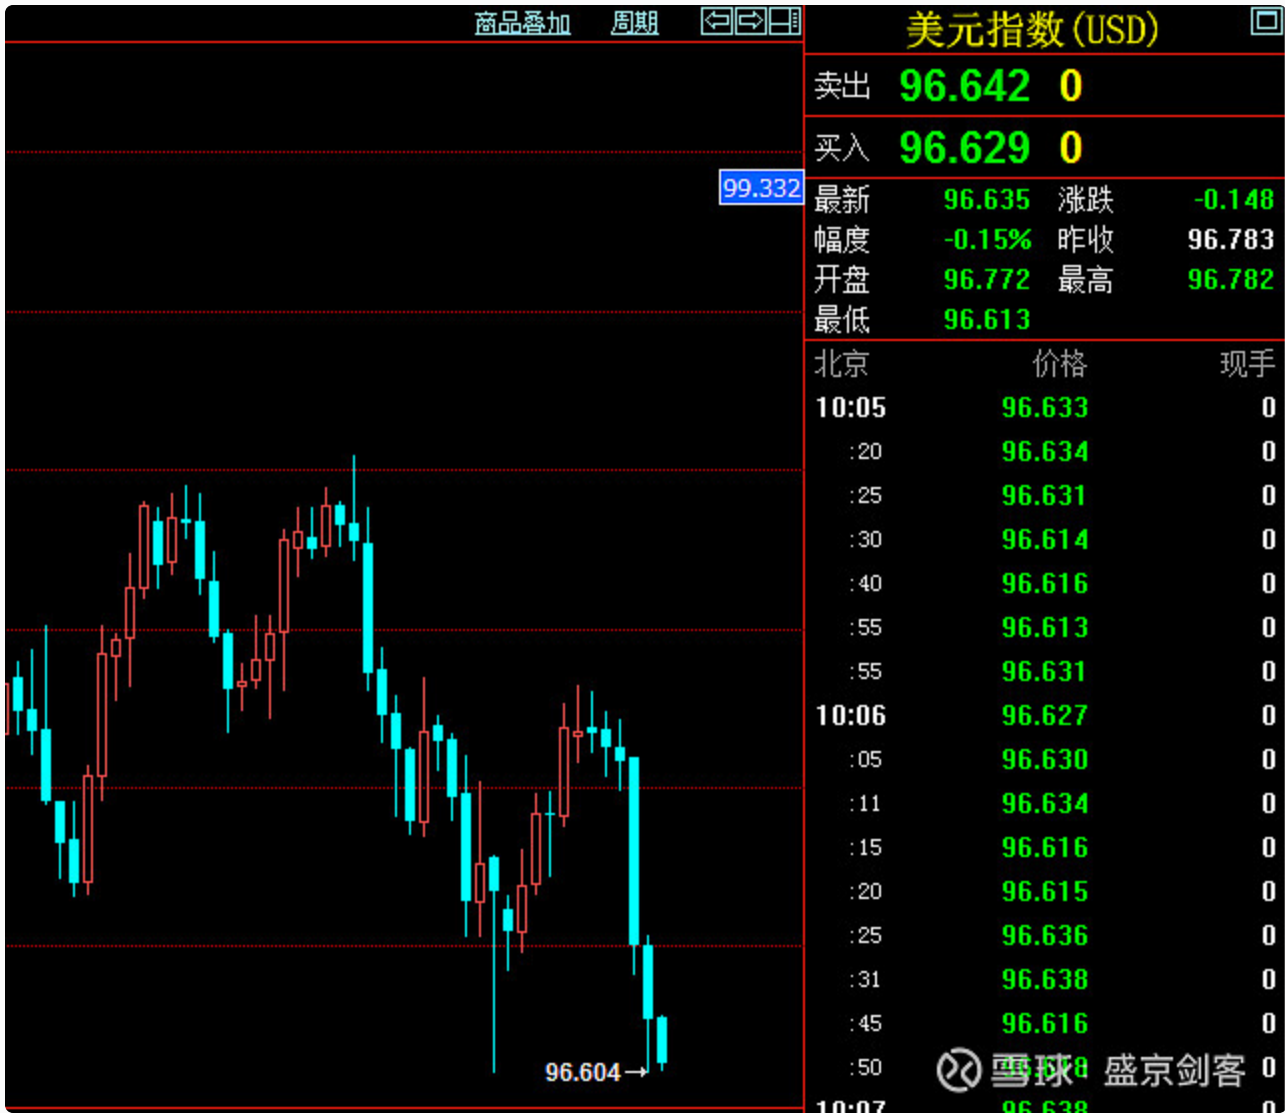 商品叠加 周期
美元指数(USD)
卖出 96.642 0
买入 96.629 0
99.332
最新 96.635 涨跌 -0.148
幅度 -0.15% 昨收 96.783
开盘 96.772 最高 96.782
最低 96.613
北京 价格 现手
10:05 96.633 0
:20 96.634 0
:25 96.631 0
:30 96.614 0
:40 96.616 0
:55 96.613 0
:55 96.631 0
10:06 96.627 0
:05 96.630 0
:11 96.634 0
:15 96.616 0
:20 96.615 0
:25 96.636 0
:31 96.638 0
:45 96.616 0
:50 0
96.604→
雪球 盛京剑客
10:07 96.638 0